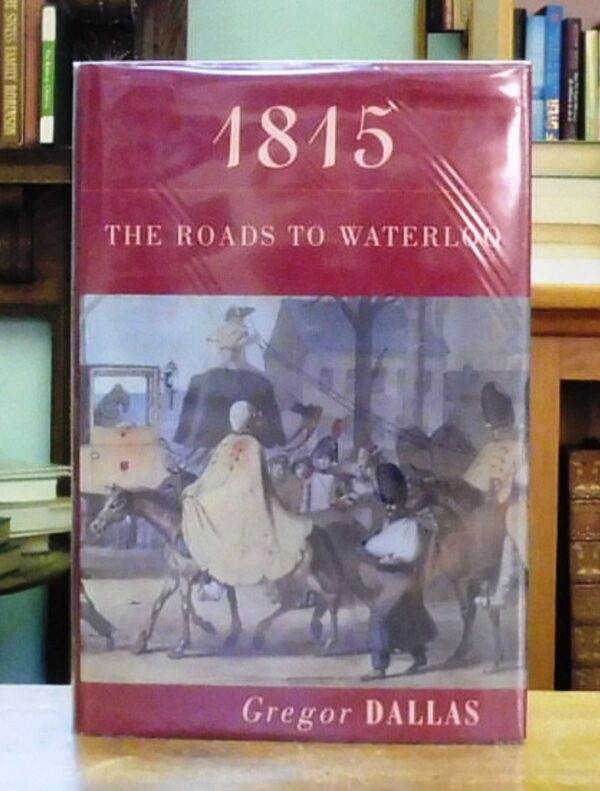 1815
THE ROADS TO WATERLOO
Gregor DALLAS